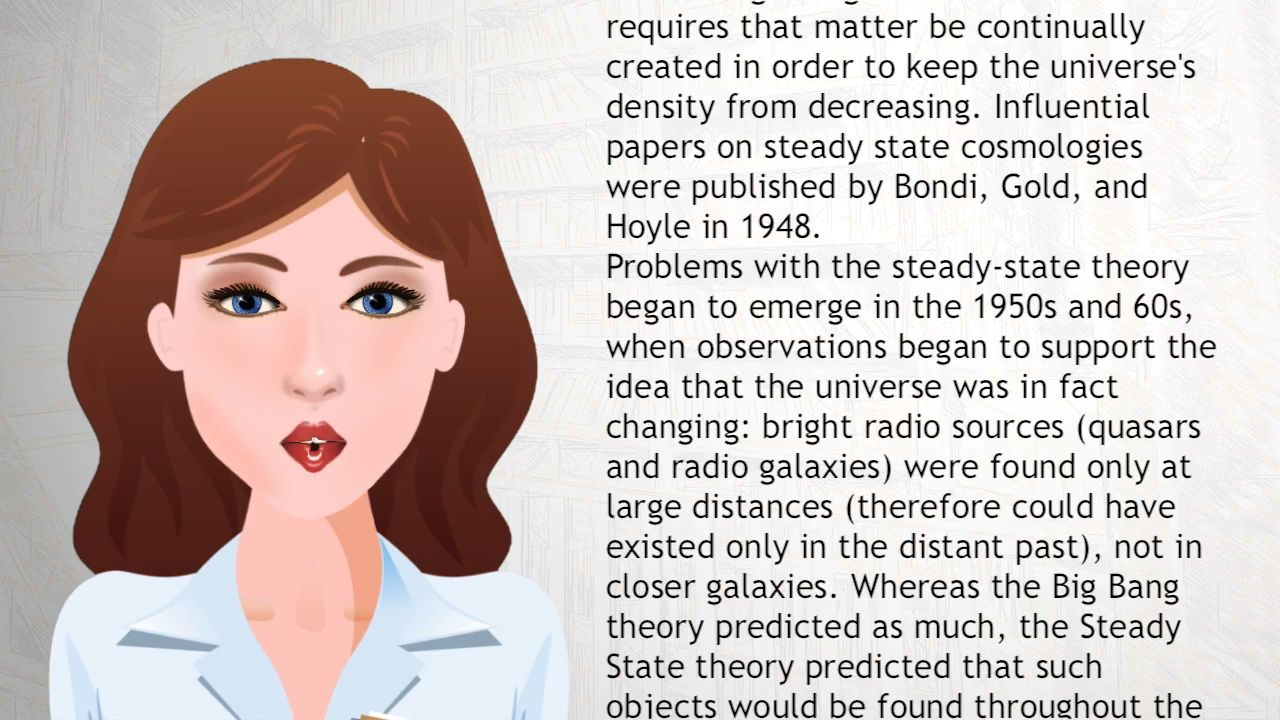 requires that matter be continually
created in order to keep the universe's
density from decreasing. Influential
papers on steady state cosmologies
were published by Bondi, Gold, and
Hoyle in 1948.
Problems with the steady-state theory
began to emerge in the 1950s and 60s,
when observations began to support the
idea that the universe was in fact
changing: bright radio sources (quasars
and radio galaxies) were found only at
large distances (therefore could have
existed only in the distant past), not in
closer galaxies. Whereas the Big Bang
theory predicted as much, the Steady
State theory predicted that such
objects would be found throughout the